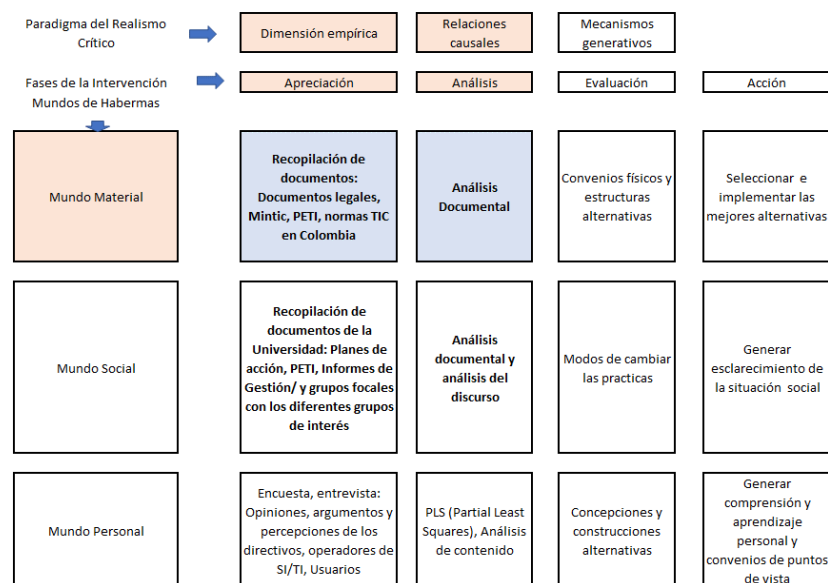 Paradigma del Realismo
Crítico
Dimensión empírica
Relaciones
causales
Mecanismos
generativos
Fases de la Intervención
Mundos de Habermas
Apreciación
Análisis
Evaluación
Acción
Mundo Material
Recopilación de
documentos:
Documentos legales,
Mintic, PETI, normas TIC
en Colombia
Análisis
Documental
Convenios físicos y
estructuras
alternativas
Seleccionar e
implementar las
mejores alternativas
Mundo Social
Recopilación de
documentos de la
Universidad: Planes de
acción, PETI, Informes de
Gestión/ y grupos focales
con los diferentes grupos
de interés
Análisis
documental y
análisis del
discurso
Modos de cambiar
las practicas
Generar
esclarecimiento de
la situación social
Mundo Personal
Encuesta, entrevista:
Opiniones, argumentos y
percepciones de los
directivos, operadores de
SI/TI, Usuarios
PLS (Partial Least
Squares), Análisis
de contenido
Concepciones y
construcciones
alternativas
Generar
comprensión y
aprendizaje
personal y
convenios de puntos
de vista